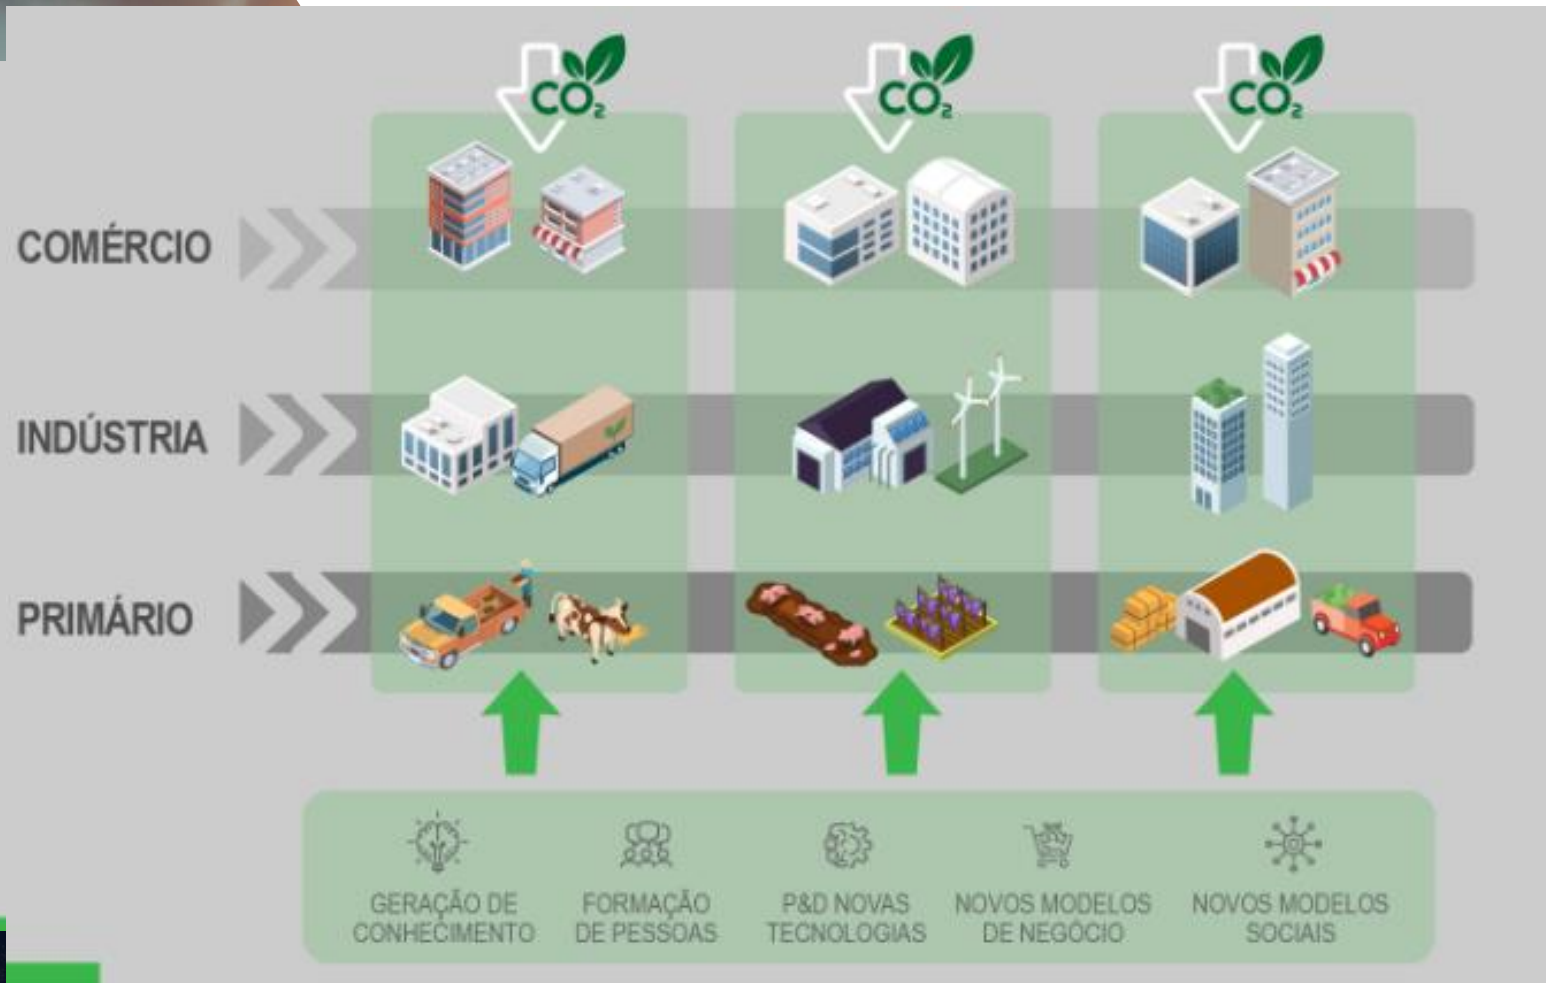 CO₂
CO₂
CO₂
COMÉRCIO
INDÚSTRIA
PRIMÁRIO
GERAÇÃO DE
CONHECIMENTO
FORMAÇÃO
DE PESSOAS
P&D NOVAS
TECNOLOGIAS
NOVOS MODELOS
DE NEGÓCIO
NOVOS MODELOS
SOCIAIS